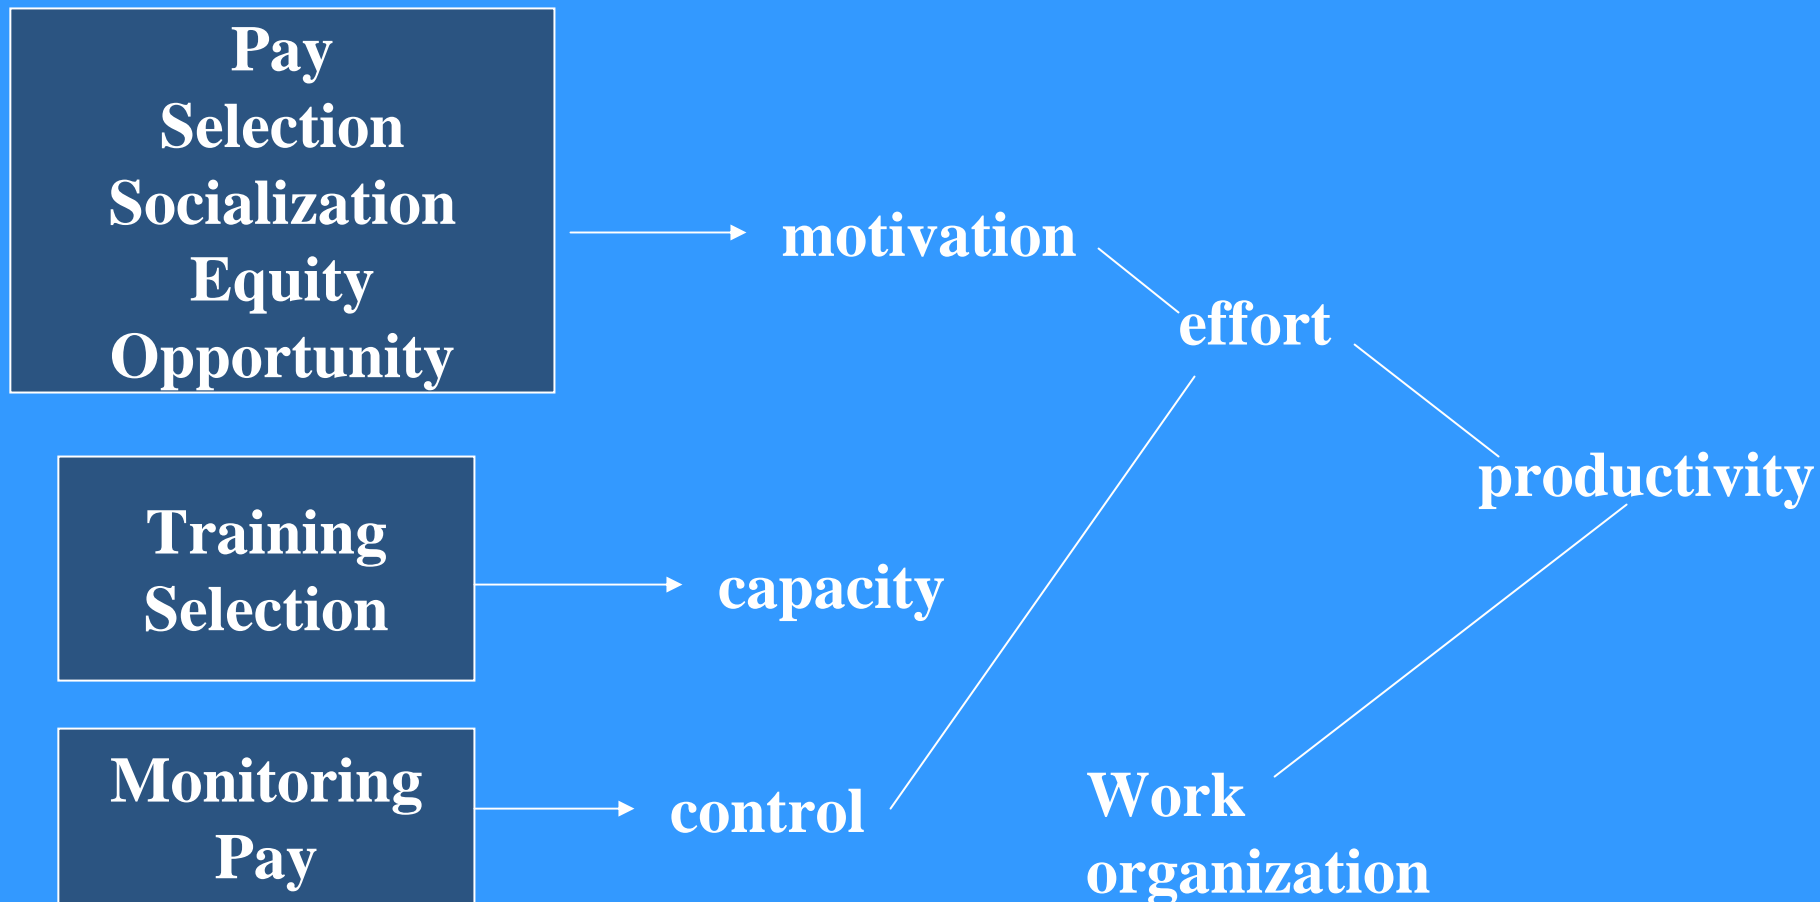 Pay
Selection
Socialization
Equity
Opportunity
motivation
effort
productivity
Training
Selection
capacity
Monitoring
Pay
control
Work
organization